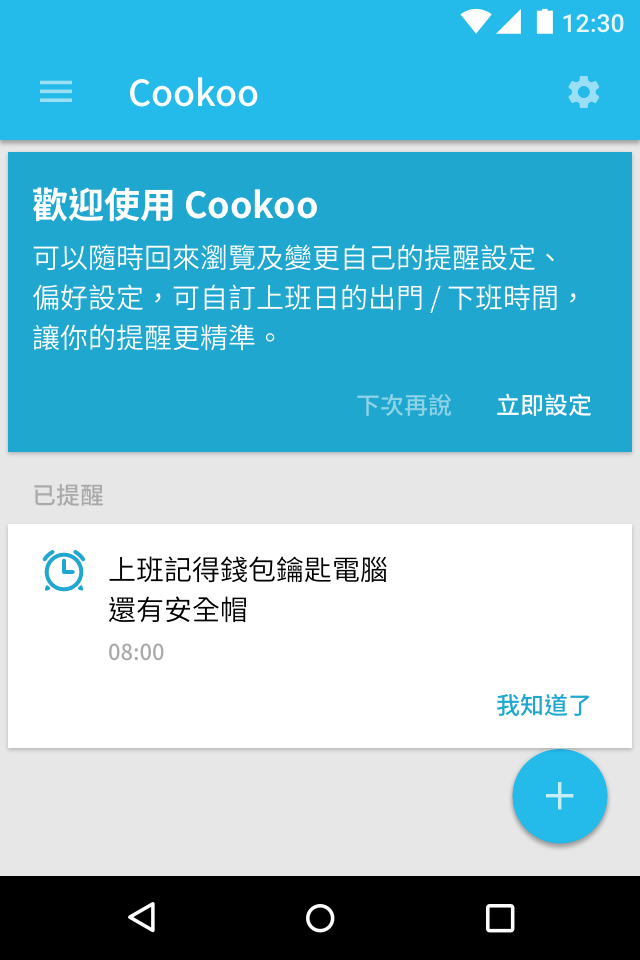 12:30
Cookoo
歡迎使用 Cookoo
可以隨時回來瀏覽及變更自己的提醒設定、
偏好設定，可自訂上班日的出門 / 下班時間，
讓你的提醒更精準。
下次再說 立即設定
已提醒
上班記得錢包鑰匙電腦
還有安全帽
08:00
我知道了